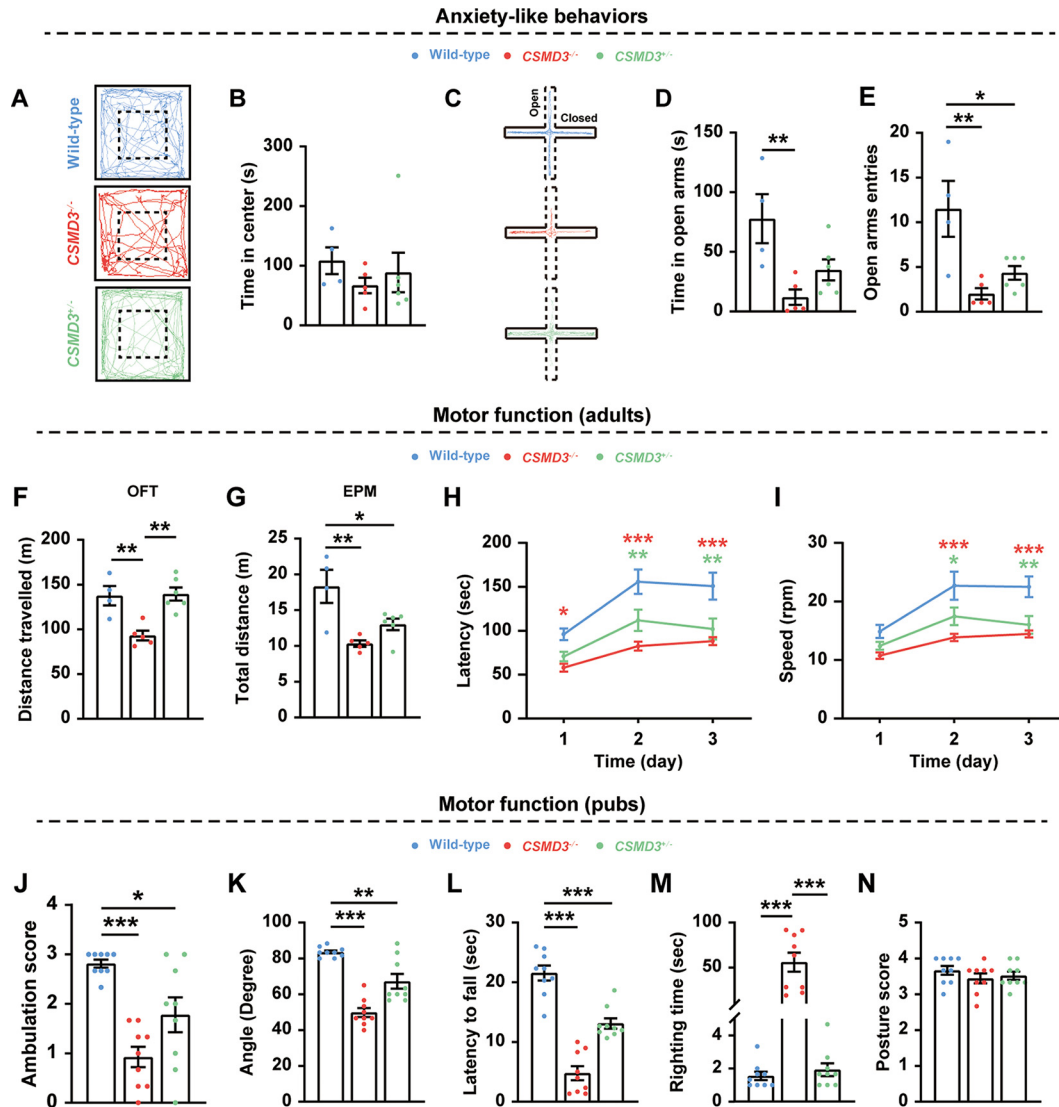 Anxiety-like behaviors
Wild-type CSMD3-/- CSMD3+/-
A B C D E
Wild-type
CSMD3-/-
CSMD3+/-
Time in center (s)
300
200
100
0
Open
Closed
Time in open arms (s)
150
100
50
0
**
Open arms entries
20
15
10
5
0
*
**
Motor function (adults)
Wild-type CSMD3-/- CSMD3+/-
F G H I
OFT
Distance travelled (m)
200
150
100
50
0
** **
EPM
Total distance (m)
25
20
15
10
5
0
*
**
Latency (sec)
200
150
100
50
0
*
*** ***
** **
1 2 3
Time (day)
Speed (rpm)
30
20
10
0
*** ***
* **
1 2 3
Time (day)
Motor function (pubs)
Wild-type CSMD3-/- CSMD3+/-
J K L M N
Ambulation score
4
3
2
1
0
*
***
Angle (Degree)
100
80
60
40
20
0
**
***
Latency to fall (sec)
30
20
10
0
***
***
Righting time (sec)
100
50
4
2
0
***
***
Posture score
5
4
3
2
1
0